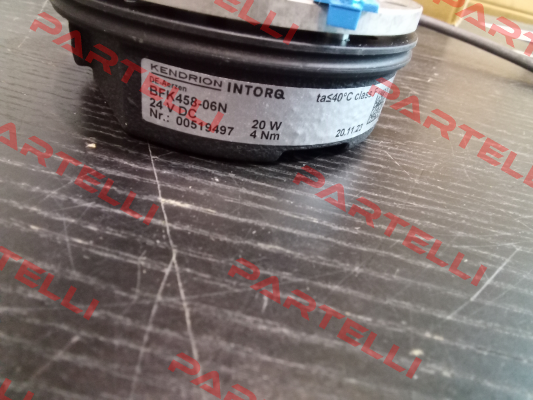 KENDRION INTORQ
DE-Aerzen
BFK458-06N
24 V DC 20 W
Nr.: 00519497 4 Nm
ta≤40°C class
20.11.22
PARTELLI
PARTELLI
PARTELLI
PARTELLI
PARTELLI
PARTELLI